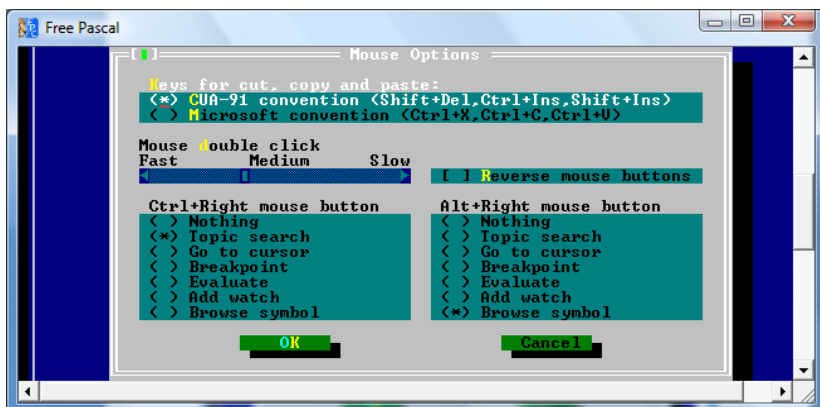 Free Pascal
Mouse Options
Keys for cut, copy and paste:
(*) CUA-91 convention (Shift+Del,Ctrl+Ins,Shift+Ins)
( ) Microsoft convention (Ctrl+X,Ctrl+C,Ctrl+V)
Mouse double click
Fast Medium Slow
[ ] Reverse mouse buttons
Ctrl+Right mouse button
( ) Nothing
(*) Topic search
( ) Go to cursor
( ) Breakpoint
( ) Evaluate
( ) Add watch
( ) Browse symbol
Alt+Right mouse button
( ) Nothing
( ) Topic search
( ) Go to cursor
( ) Breakpoint
( ) Evaluate
( ) Add watch
(*) Browse symbol
OK
Cancel